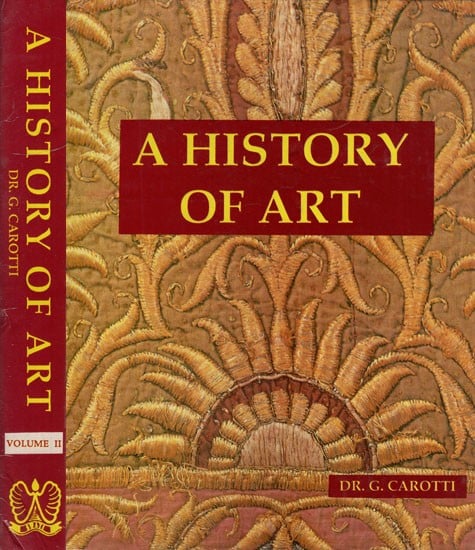 A HISTORY OF ART
DR. G. CAROTTI
VOLUME II
A HISTORY
OF ART
DR. G. CAROTTI